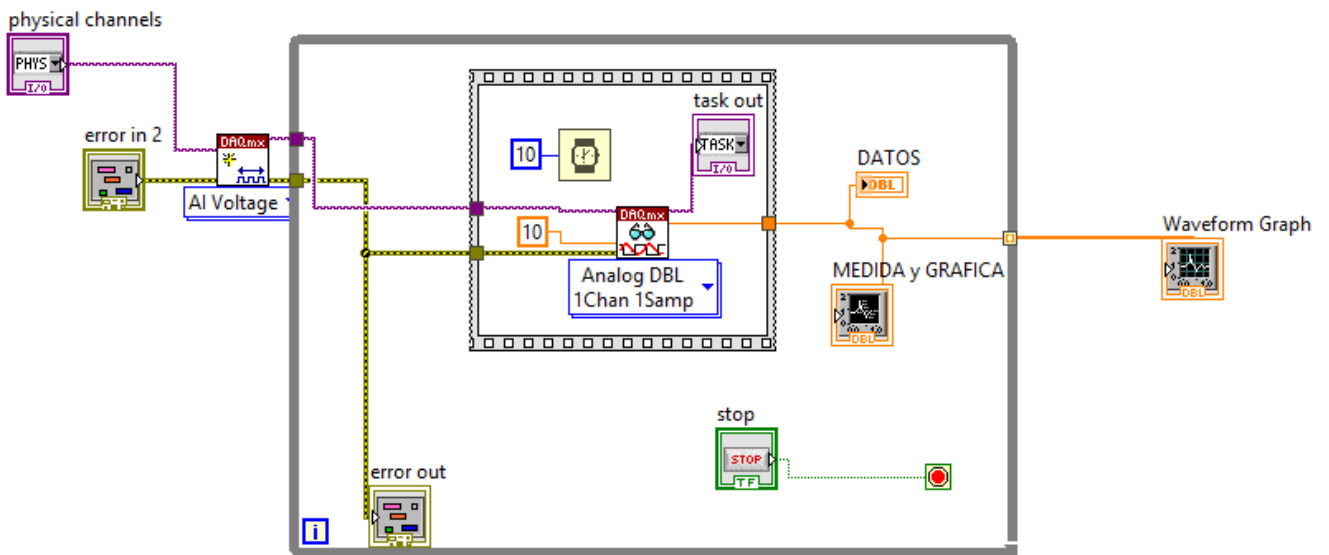 physical channels
PHYS
I/O
error in 2
DAQmx
AI Voltage
10
task out
TASK
I/O
10
DAQmx
Analog DBL
1Chan 1Samp
DATOS
DBL
MEDIDA y GRAFICA
DBL
Waveform Graph
DBL
stop
STOP
TF
error out
i